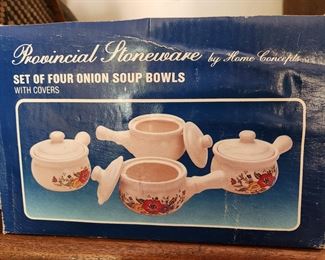 Provincial Stoneware by Home Concepts
SET OF FOUR ONION SOUP BOWLS
WITH COVERS